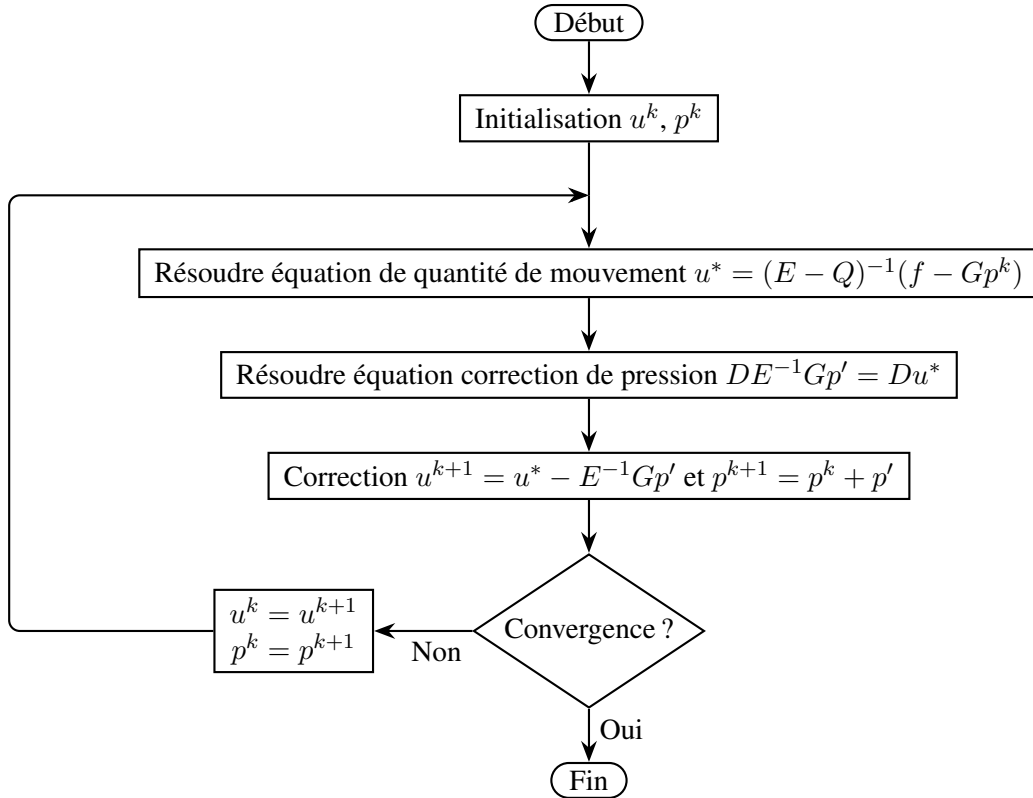 Début
Initialisation u^k, p^k
Résoudre équation de quantité de mouvement u^* = (E − Q)^{−1}(f − Gp^k)
Résoudre équation correction de pression DE^{−1}Gp′ = Du^*
Correction u^{k+1} = u^* − E^{−1}Gp′ et p^{k+1} = p^k + p′
Convergence ?
Non
u^k = u^{k+1}
p^k = p^{k+1}
Oui
Fin